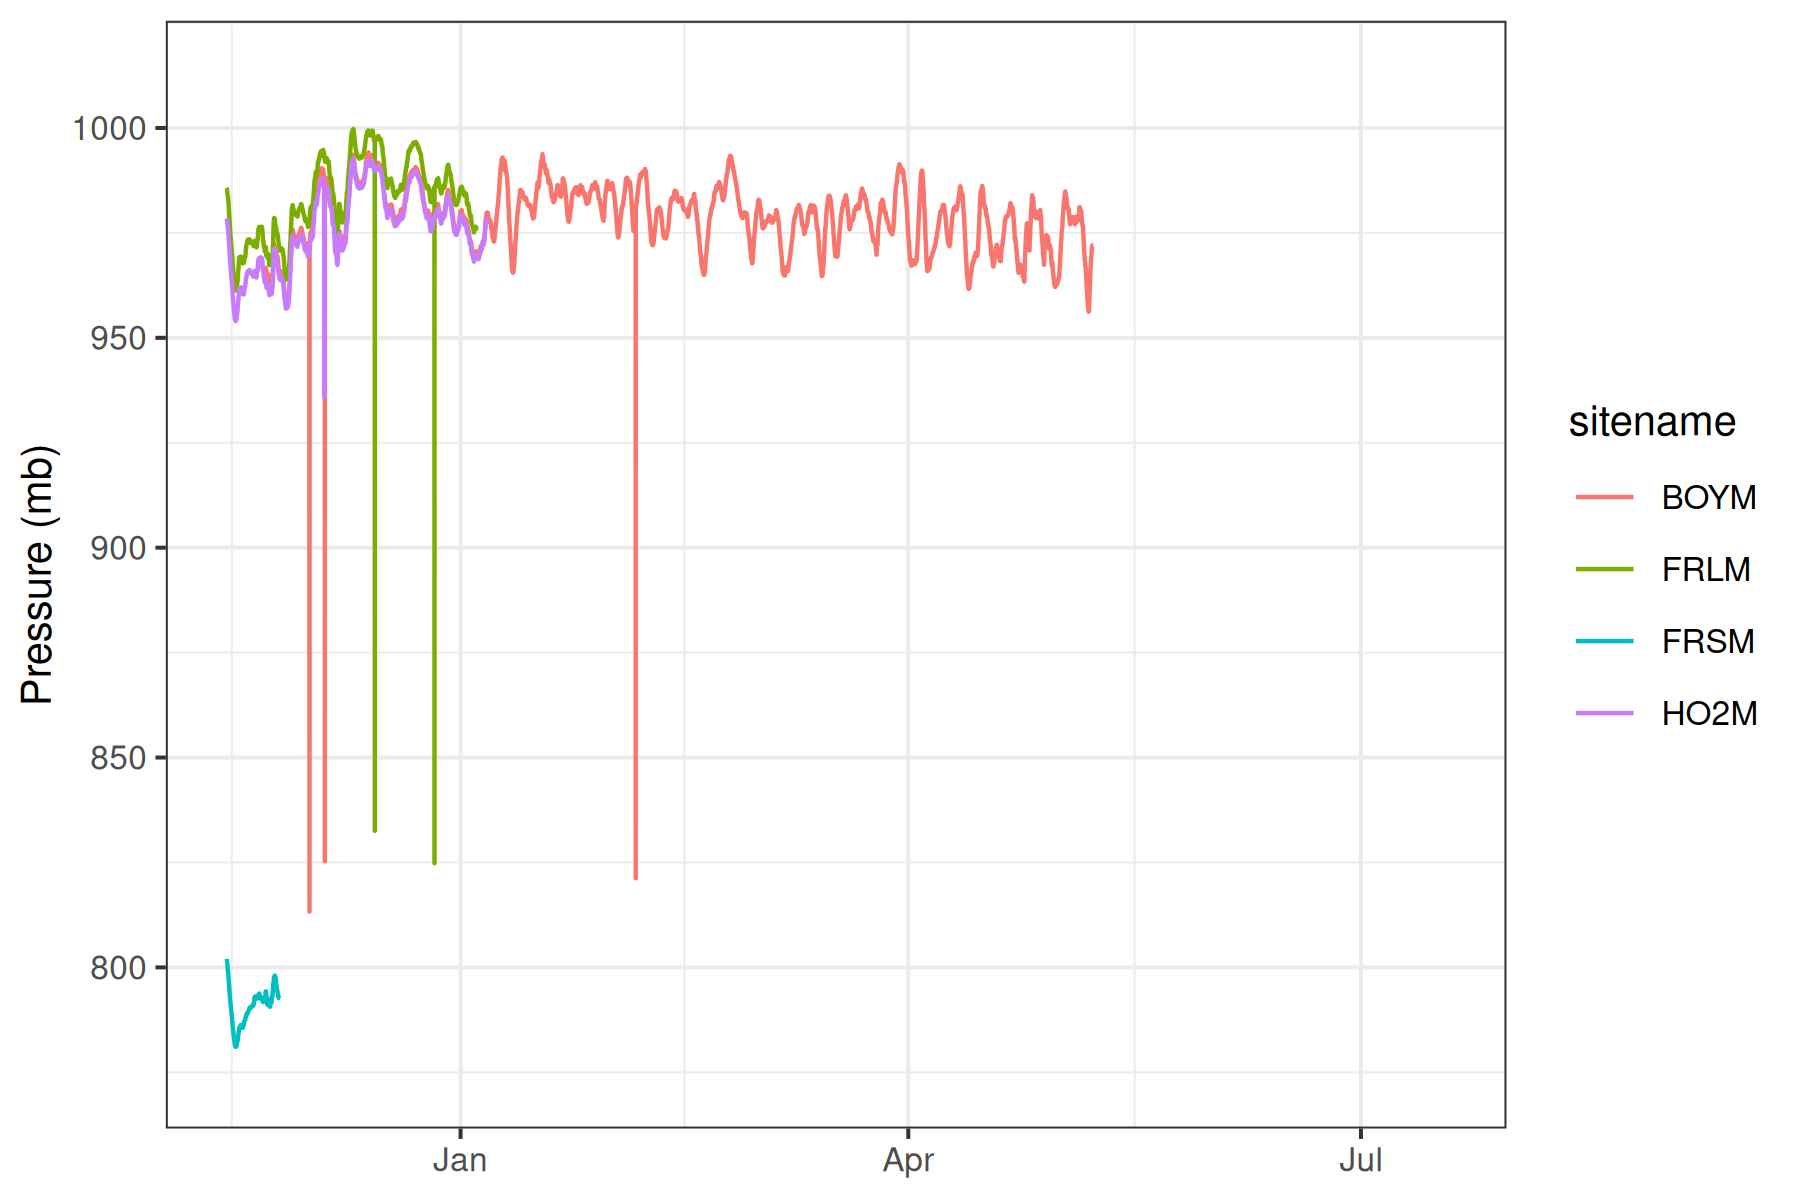 Pressure (mb)
1000
950
900
850
800
Jan
Apr
Jul
sitename
BOYM
FRLM
FRSM
HO2M